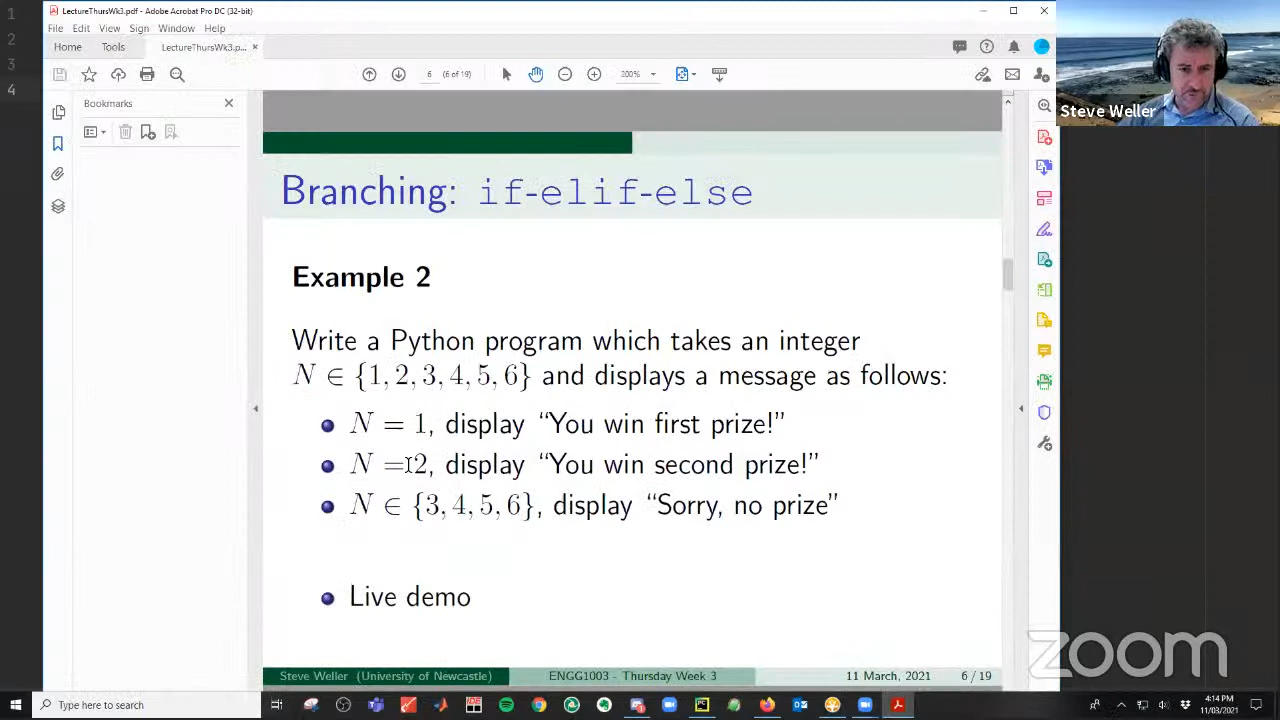 1
2
3
4
LectureThursWk3.pdf - Adobe Acrobat Pro DC (32-bit)
File Edit View Sign Window Help
Home Tools LectureThursWk3.p... ×
6 (6 of 19) 200%
Bookmarks
Steve Weller
Branching: if-elif-else
Example 2
Write a Python program which takes an integer
N ∈ {1, 2, 3, 4, 5, 6} and displays a message as follows:
N = 1, display “You win first prize!”
N = 2, display “You win second prize!”
N ∈ {3, 4, 5, 6}, display “Sorry, no prize”
Live demo
Steve Weller (University of Newcastle) ENGG1003 - Thursday Week 3 11 March, 2021 6 / 19
zoom
Type here to search
4:14 PM
11/03/2021